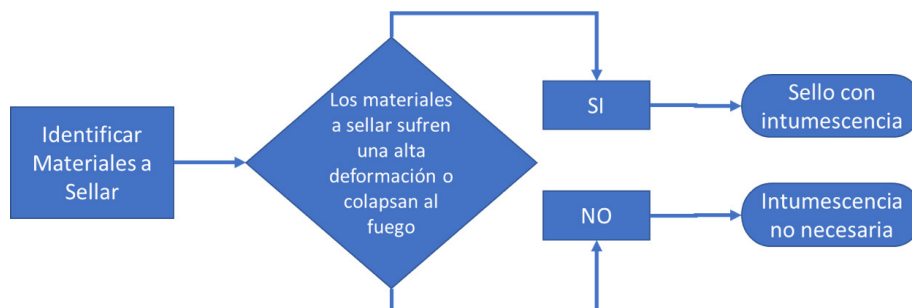 Identificar
Materiales a
Sellar
Los materiales
a sellar sufren
una alta
deformación o
colapsan al
fuego
SI
Sello con
intumescencia
NO
Intumescencia
no necesaria